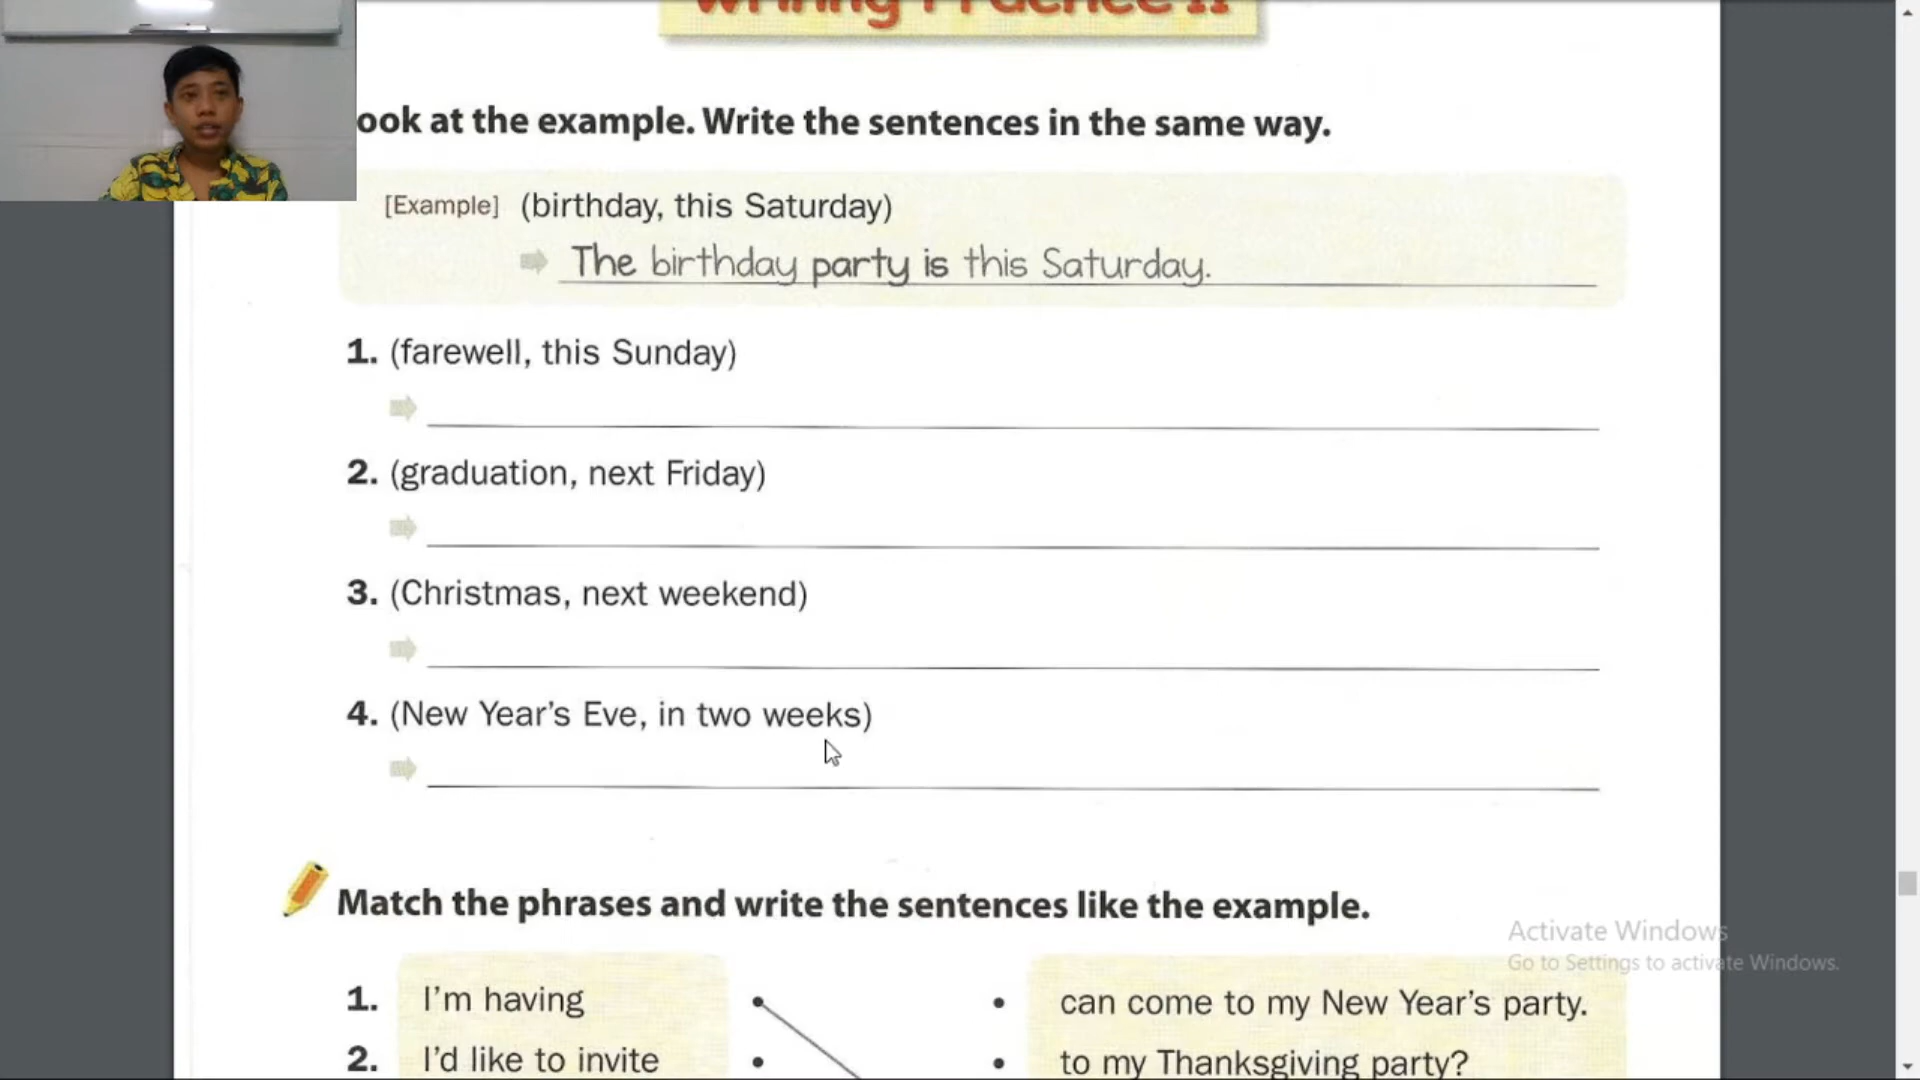 Writing Practice II
ook at the example. Write the sentences in the same way.
[Example] (birthday, this Saturday)
The birthday party is this Saturday.
1. (farewell, this Sunday)
2. (graduation, next Friday)
3. (Christmas, next weekend)
4. (New Year's Eve, in two weeks)
Match the phrases and write the sentences like the example.
Activate Windows
Go to Settings to activate Windows.
1. I'm having • • can come to my New Year's party.
2. I'd like to invite • • to my Thanksgiving party?